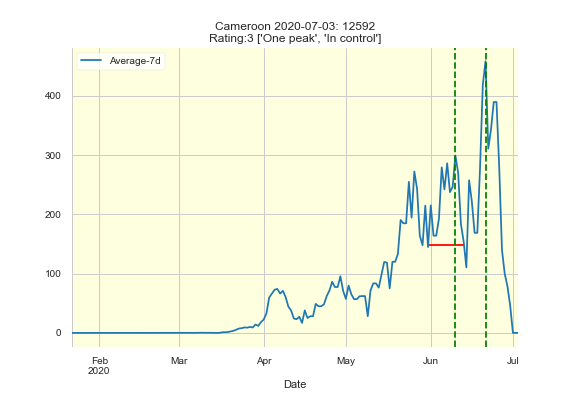 Cameroon 2020-07-03: 12592
Rating:3 ['One peak', 'In control']
Average-7d
400
300
200
100
0
Feb
2020
Mar
Apr
May
Jun
Jul
Date